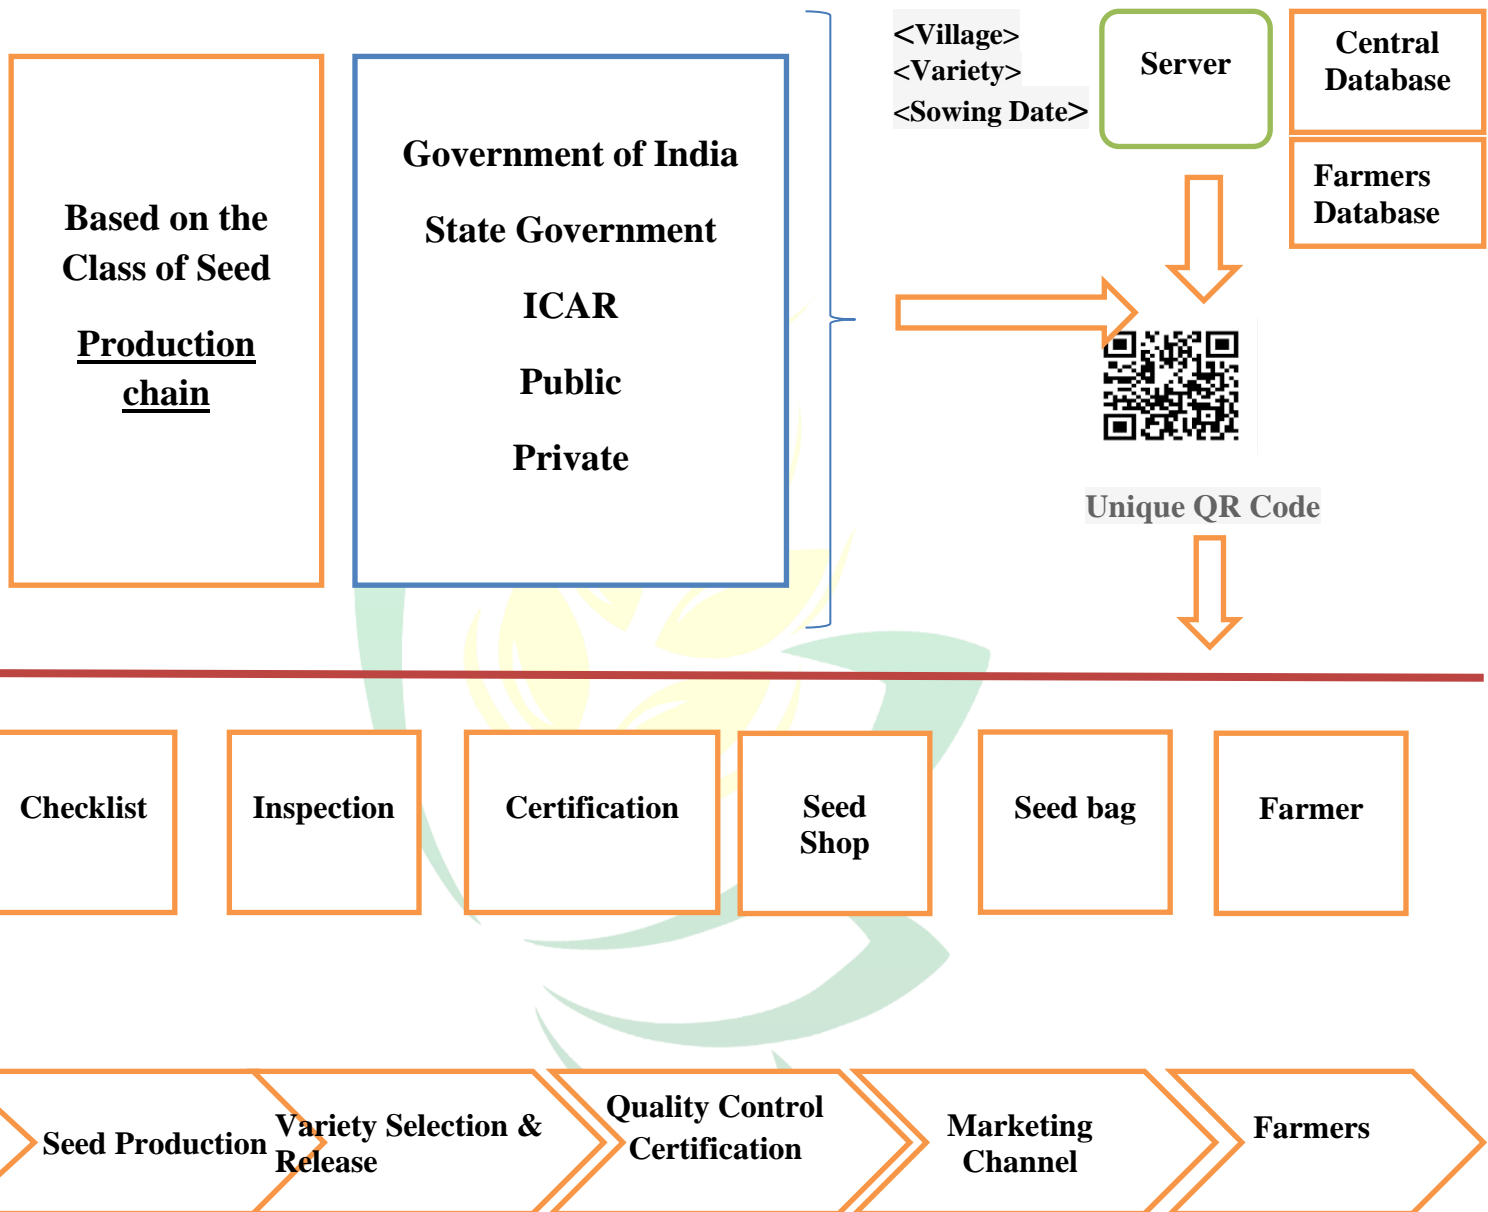 Based on the
Class of Seed
Production
chain
Government of India
State Government
ICAR
Public
Private
<Village>
<Variety>
<Sowing Date>
Server
Central
Database
Farmers
Database
Unique QR Code
Checklist
Inspection
Certification
Seed
Shop
Seed bag
Farmer
Seed Production
Variety Selection &
Release
Quality Control
Certification
Marketing
Channel
Farmers